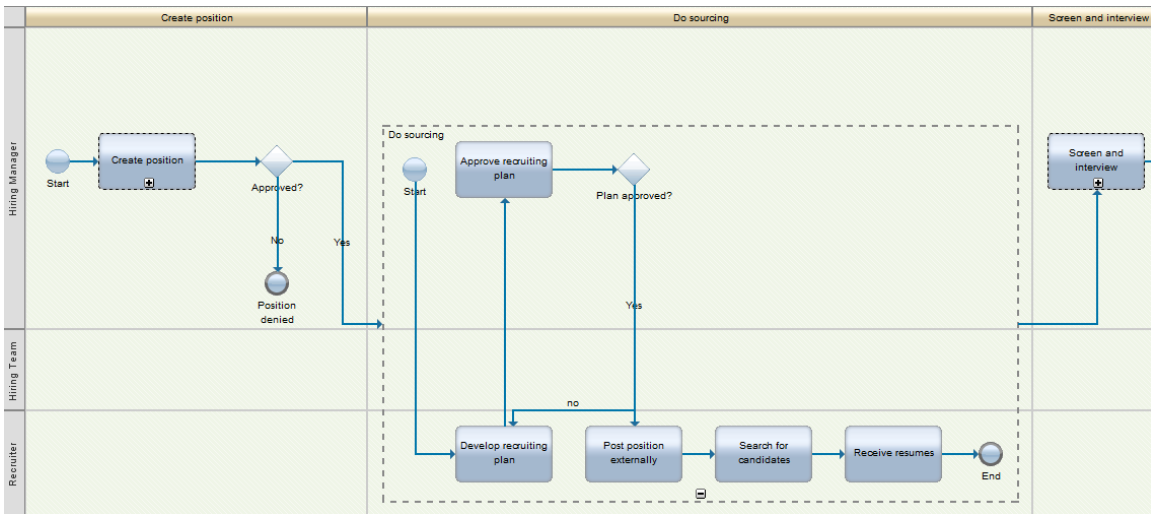 Create position
Do sourcing
Screen and interview
Hiring Manager
Hiring Team
Recruiter
Start
Create position
Approved?
No
Yes
Position
denied
Do sourcing
Start
Approve recruiting
plan
Plan approved?
Yes
no
Develop recruiting
plan
Post position
externally
Search for
candidates
Receive resumes
End
Screen and
interview